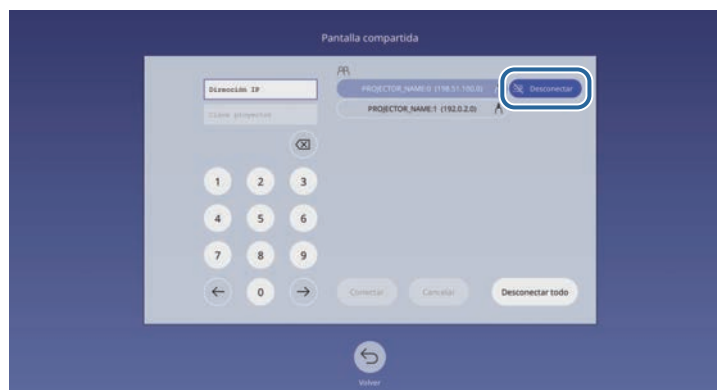 Pantalla compartida
Dirección IP
Clave proyector
PROJECTOR_NAME:0 (198.51.100.0)
Desconectar
PROJECTOR_NAME:1 (192.0.2.0)
1 2 3
4 5 6
7 8 9
0
Conectar
Cancelar
Desconectar todo
Volver